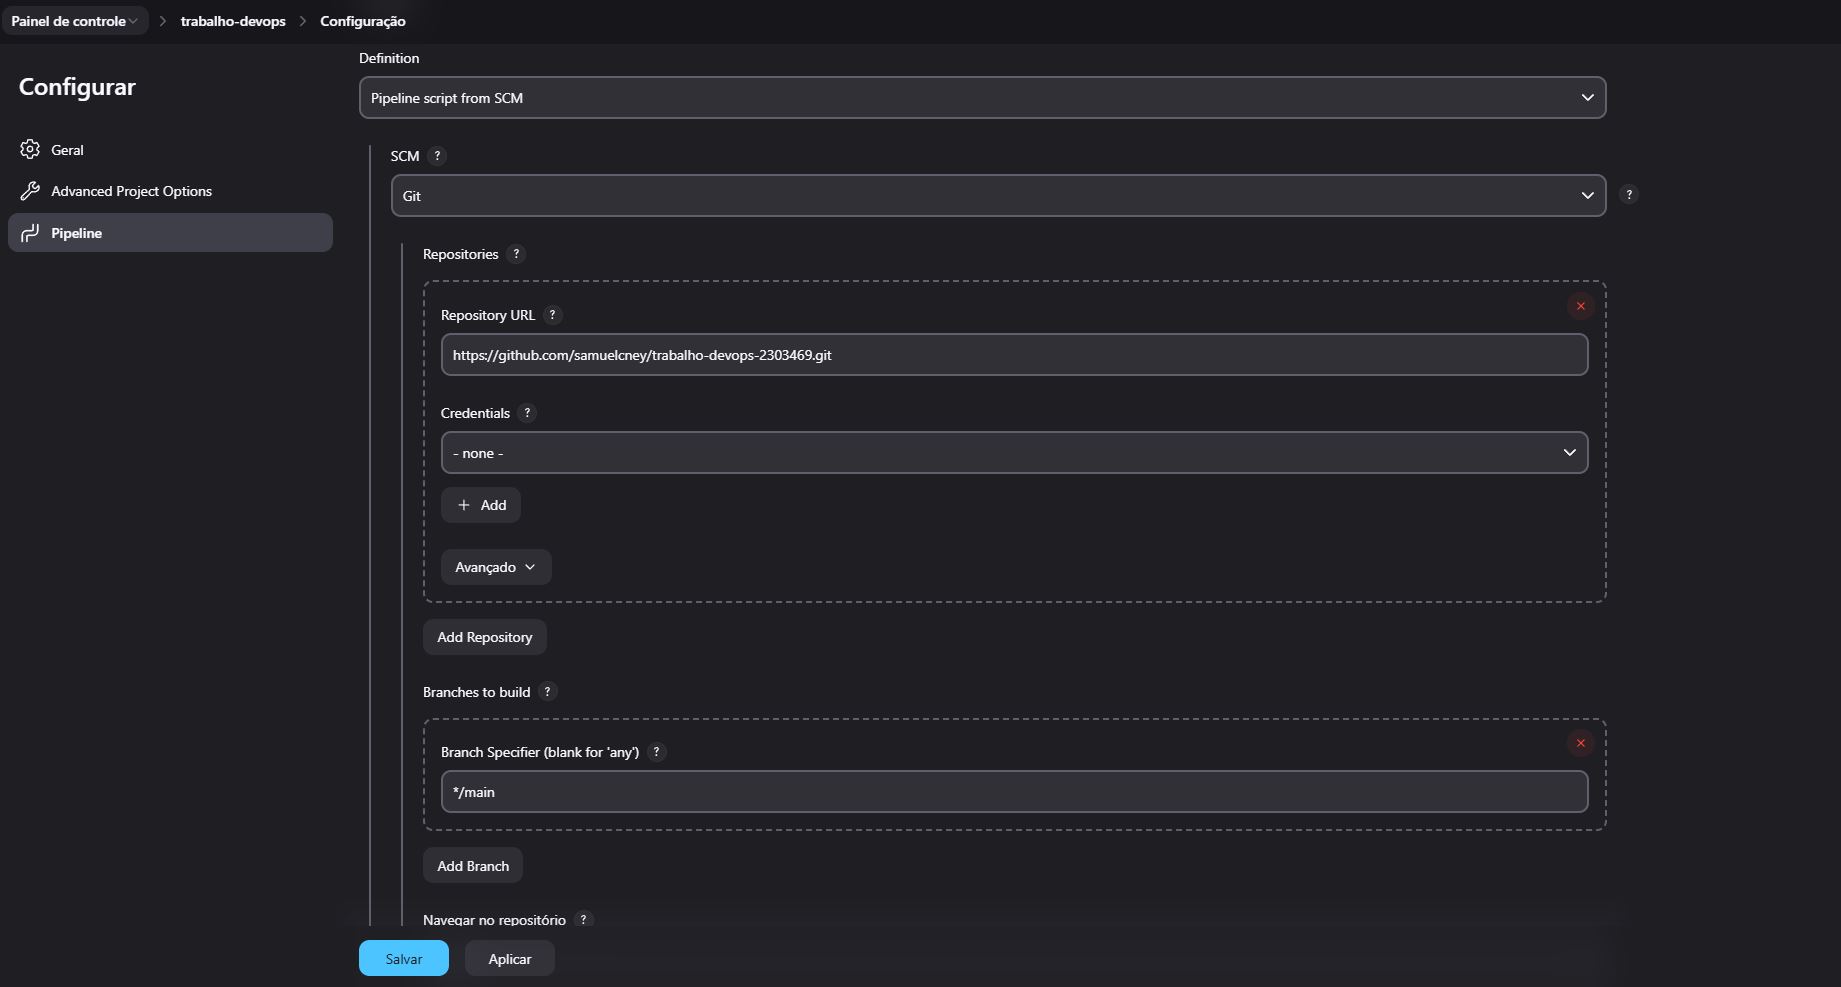 Painel de controle > trabalho-devops > Configuração
Configurar
Geral
Advanced Project Options
Pipeline
Definition
Pipeline script from SCM
SCM ?
Git
?
Repositories ?
Repository URL ?
https://github.com/samuelcney/trabalho-devops-2303469.git
Credentials ?
- none -
+ Add
Avançado
Add Repository
Branches to build ?
Branch Specifier (blank for 'any') ?
*/main
Add Branch
Navegar no repositório ?
Salvar
Aplicar